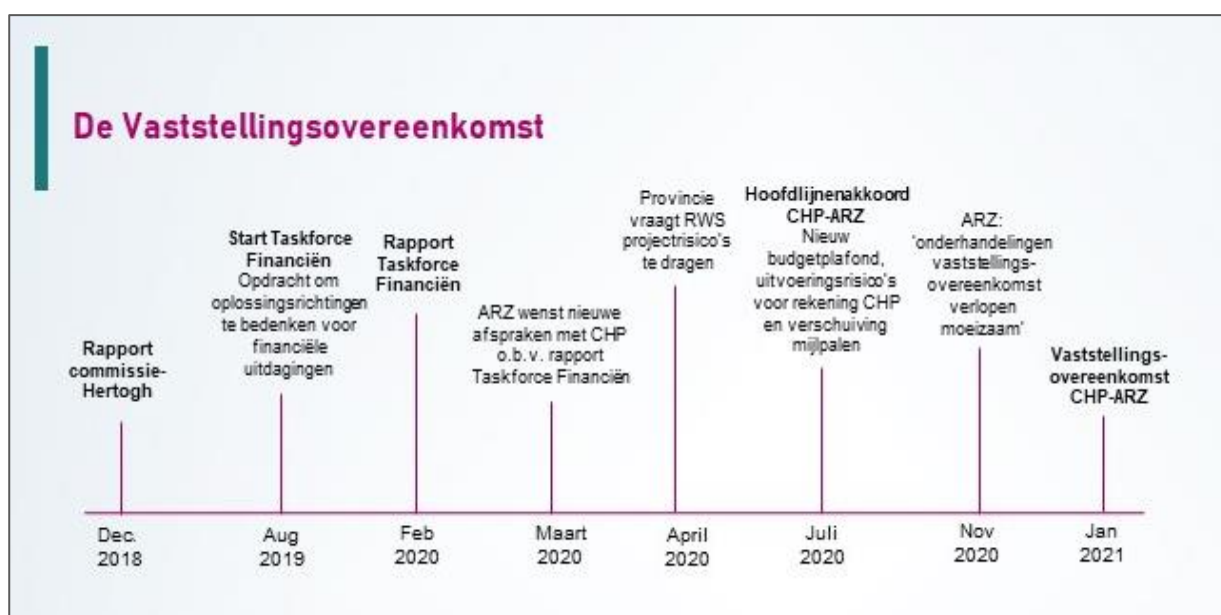 De Vaststellingsovereenkomst
Rapport
commissie-
Hertogh
Start Taskforce
Financiën
Opdracht om
oplossingsrichtingen
te bedenken voor
financiële
uitdagingen
Rapport
Taskforce
Financiën
ARZ wenst nieuwe
afspraken met CHP
o.b.v. rapport
Taskforce Financiën
Provincie
vraagt RWS
projectrisico's
te dragen
Hoofdlijnenakkoord
CHP-ARZ
Nieuw
budgetplafond,
uitvoeringsrisico's
voor rekening CHP
en verschuiving
mijlpalen
ARZ:
'onderhandelingen
vaststellings-
overeenkomst
verlopen
moeizaam'
Vaststellings-
overeenkomst
CHP-ARZ
Dec.
2018
Aug
2019
Feb
2020
Maart
2020
April
2020
Juli
2020
Nov
2020
Jan
2021